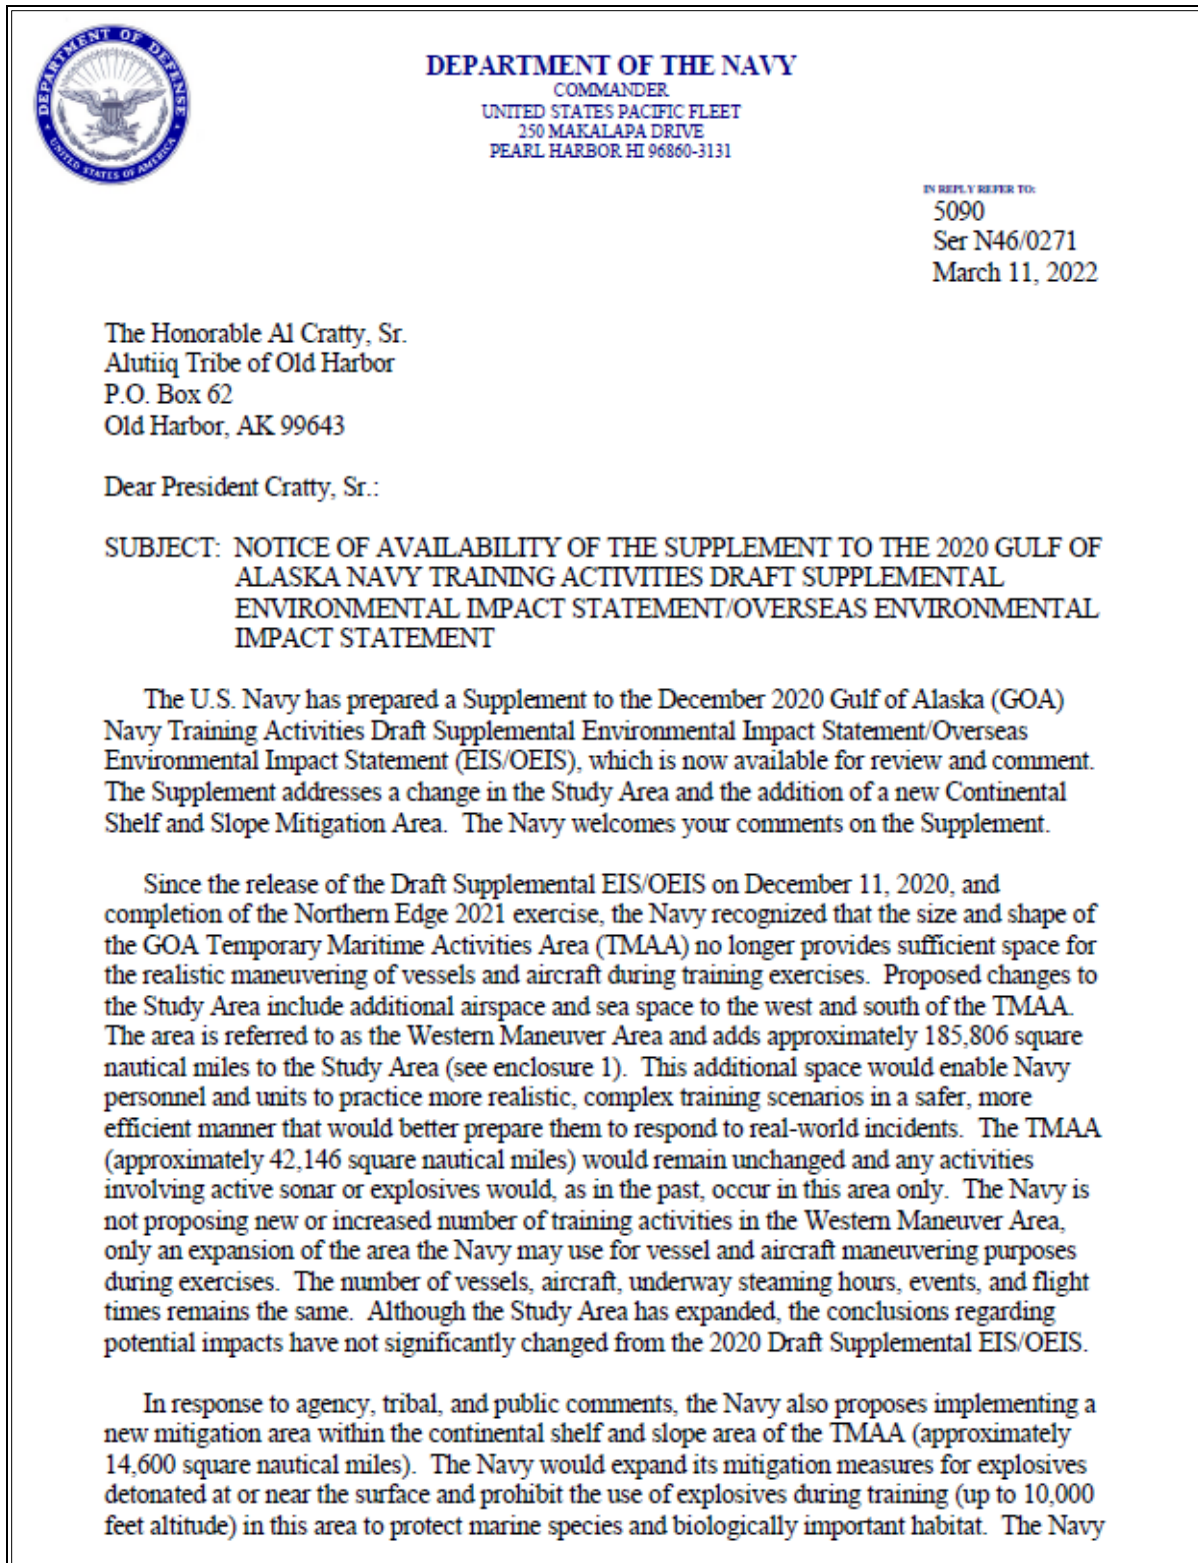 DEPARTMENT OF DEFENSE
UNITED STATES OF AMERICA
DEPARTMENT OF THE NAVY
COMMANDER
UNITED STATES PACIFIC FLEET
250 MAKALAPA DRIVE
PEARL HARBOR HI 96860-3131
IN REPLY REFER TO:
5090
Ser N46/0271
March 11, 2022
The Honorable Al Cratty, Sr.
Alutiiq Tribe of Old Harbor
P.O. Box 62
Old Harbor, AK 99643
Dear President Cratty, Sr.:
SUBJECT: NOTICE OF AVAILABILITY OF THE SUPPLEMENT TO THE 2020 GULF OF
ALASKA NAVY TRAINING ACTIVITIES DRAFT SUPPLEMENTAL
ENVIRONMENTAL IMPACT STATEMENT/OVERSEAS ENVIRONMENTAL
IMPACT STATEMENT
The U.S. Navy has prepared a Supplement to the December 2020 Gulf of Alaska (GOA)
Navy Training Activities Draft Supplemental Environmental Impact Statement/Overseas
Environmental Impact Statement (EIS/OEIS), which is now available for review and comment.
The Supplement addresses a change in the Study Area and the addition of a new Continental
Shelf and Slope Mitigation Area. The Navy welcomes your comments on the Supplement.
Since the release of the Draft Supplemental EIS/OEIS on December 11, 2020, and
completion of the Northern Edge 2021 exercise, the Navy recognized that the size and shape of
the GOA Temporary Maritime Activities Area (TMAA) no longer provides sufficient space for
the realistic maneuvering of vessels and aircraft during training exercises. Proposed changes to
the Study Area include additional airspace and sea space to the west and south of the TMAA.
The area is referred to as the Western Maneuver Area and adds approximately 185,806 square
nautical miles to the Study Area (see enclosure 1). This additional space would enable Navy
personnel and units to practice more realistic, complex training scenarios in a safer, more
efficient manner that would better prepare them to respond to real-world incidents. The TMAA
(approximately 42,146 square nautical miles) would remain unchanged and any activities
involving active sonar or explosives would, as in the past, occur in this area only. The Navy is
not proposing new or increased number of training activities in the Western Maneuver Area,
only an expansion of the area the Navy may use for vessel and aircraft maneuvering purposes
during exercises. The number of vessels, aircraft, underway steaming hours, events, and flight
times remains the same. Although the Study Area has expanded, the conclusions regarding
potential impacts have not significantly changed from the 2020 Draft Supplemental EIS/OEIS.
In response to agency, tribal, and public comments, the Navy also proposes implementing a
new mitigation area within the continental shelf and slope area of the TMAA (approximately
14,600 square nautical miles). The Navy would expand its mitigation measures for explosives
detonated at or near the surface and prohibit the use of explosives during training (up to 10,000
feet altitude) in this area to protect marine species and biologically important habitat. The Navy